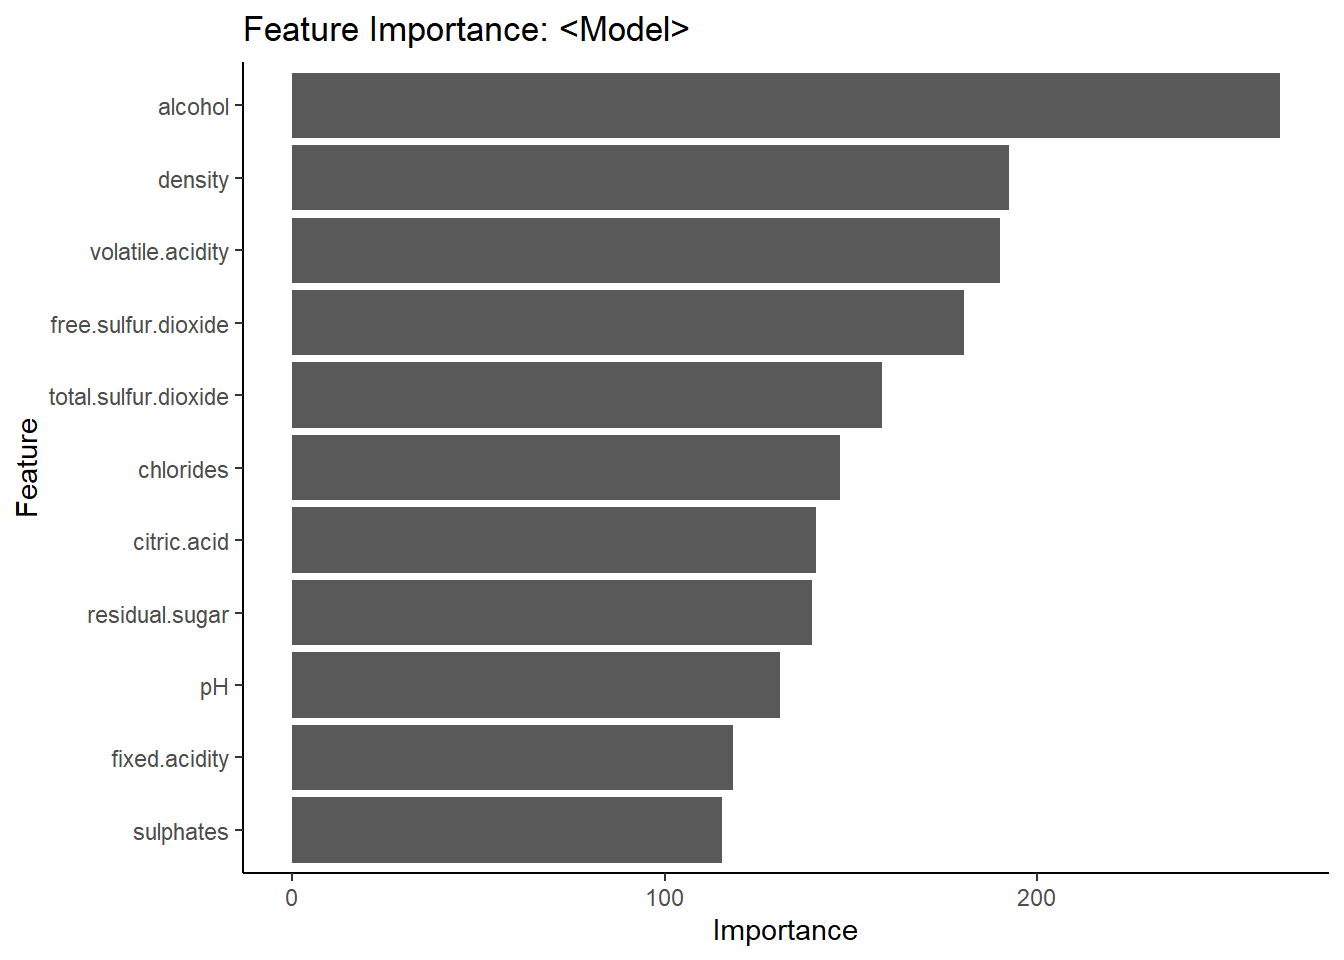 Feature Importance: <Model>
alcohol
density
volatile.acidity
free.sulfur.dioxide
total.sulfur.dioxide
chlorides
citric.acid
residual.sugar
pH
fixed.acidity
sulphates
Feature
0 100 200
Importance